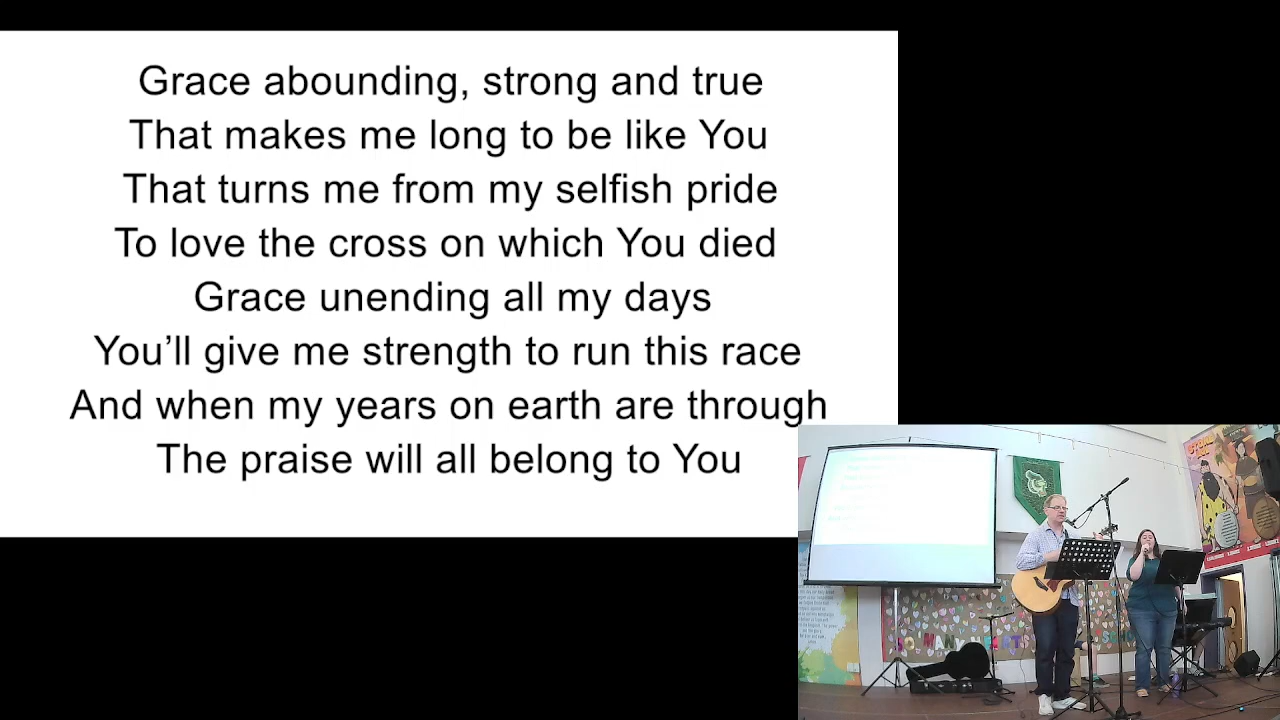 Grace abounding, strong and true
That makes me long to be like You
That turns me from my selfish pride
To love the cross on which You died
Grace unending all my days
You’ll give me strength to run this race
And when my years on earth are through
The praise will all belong to You